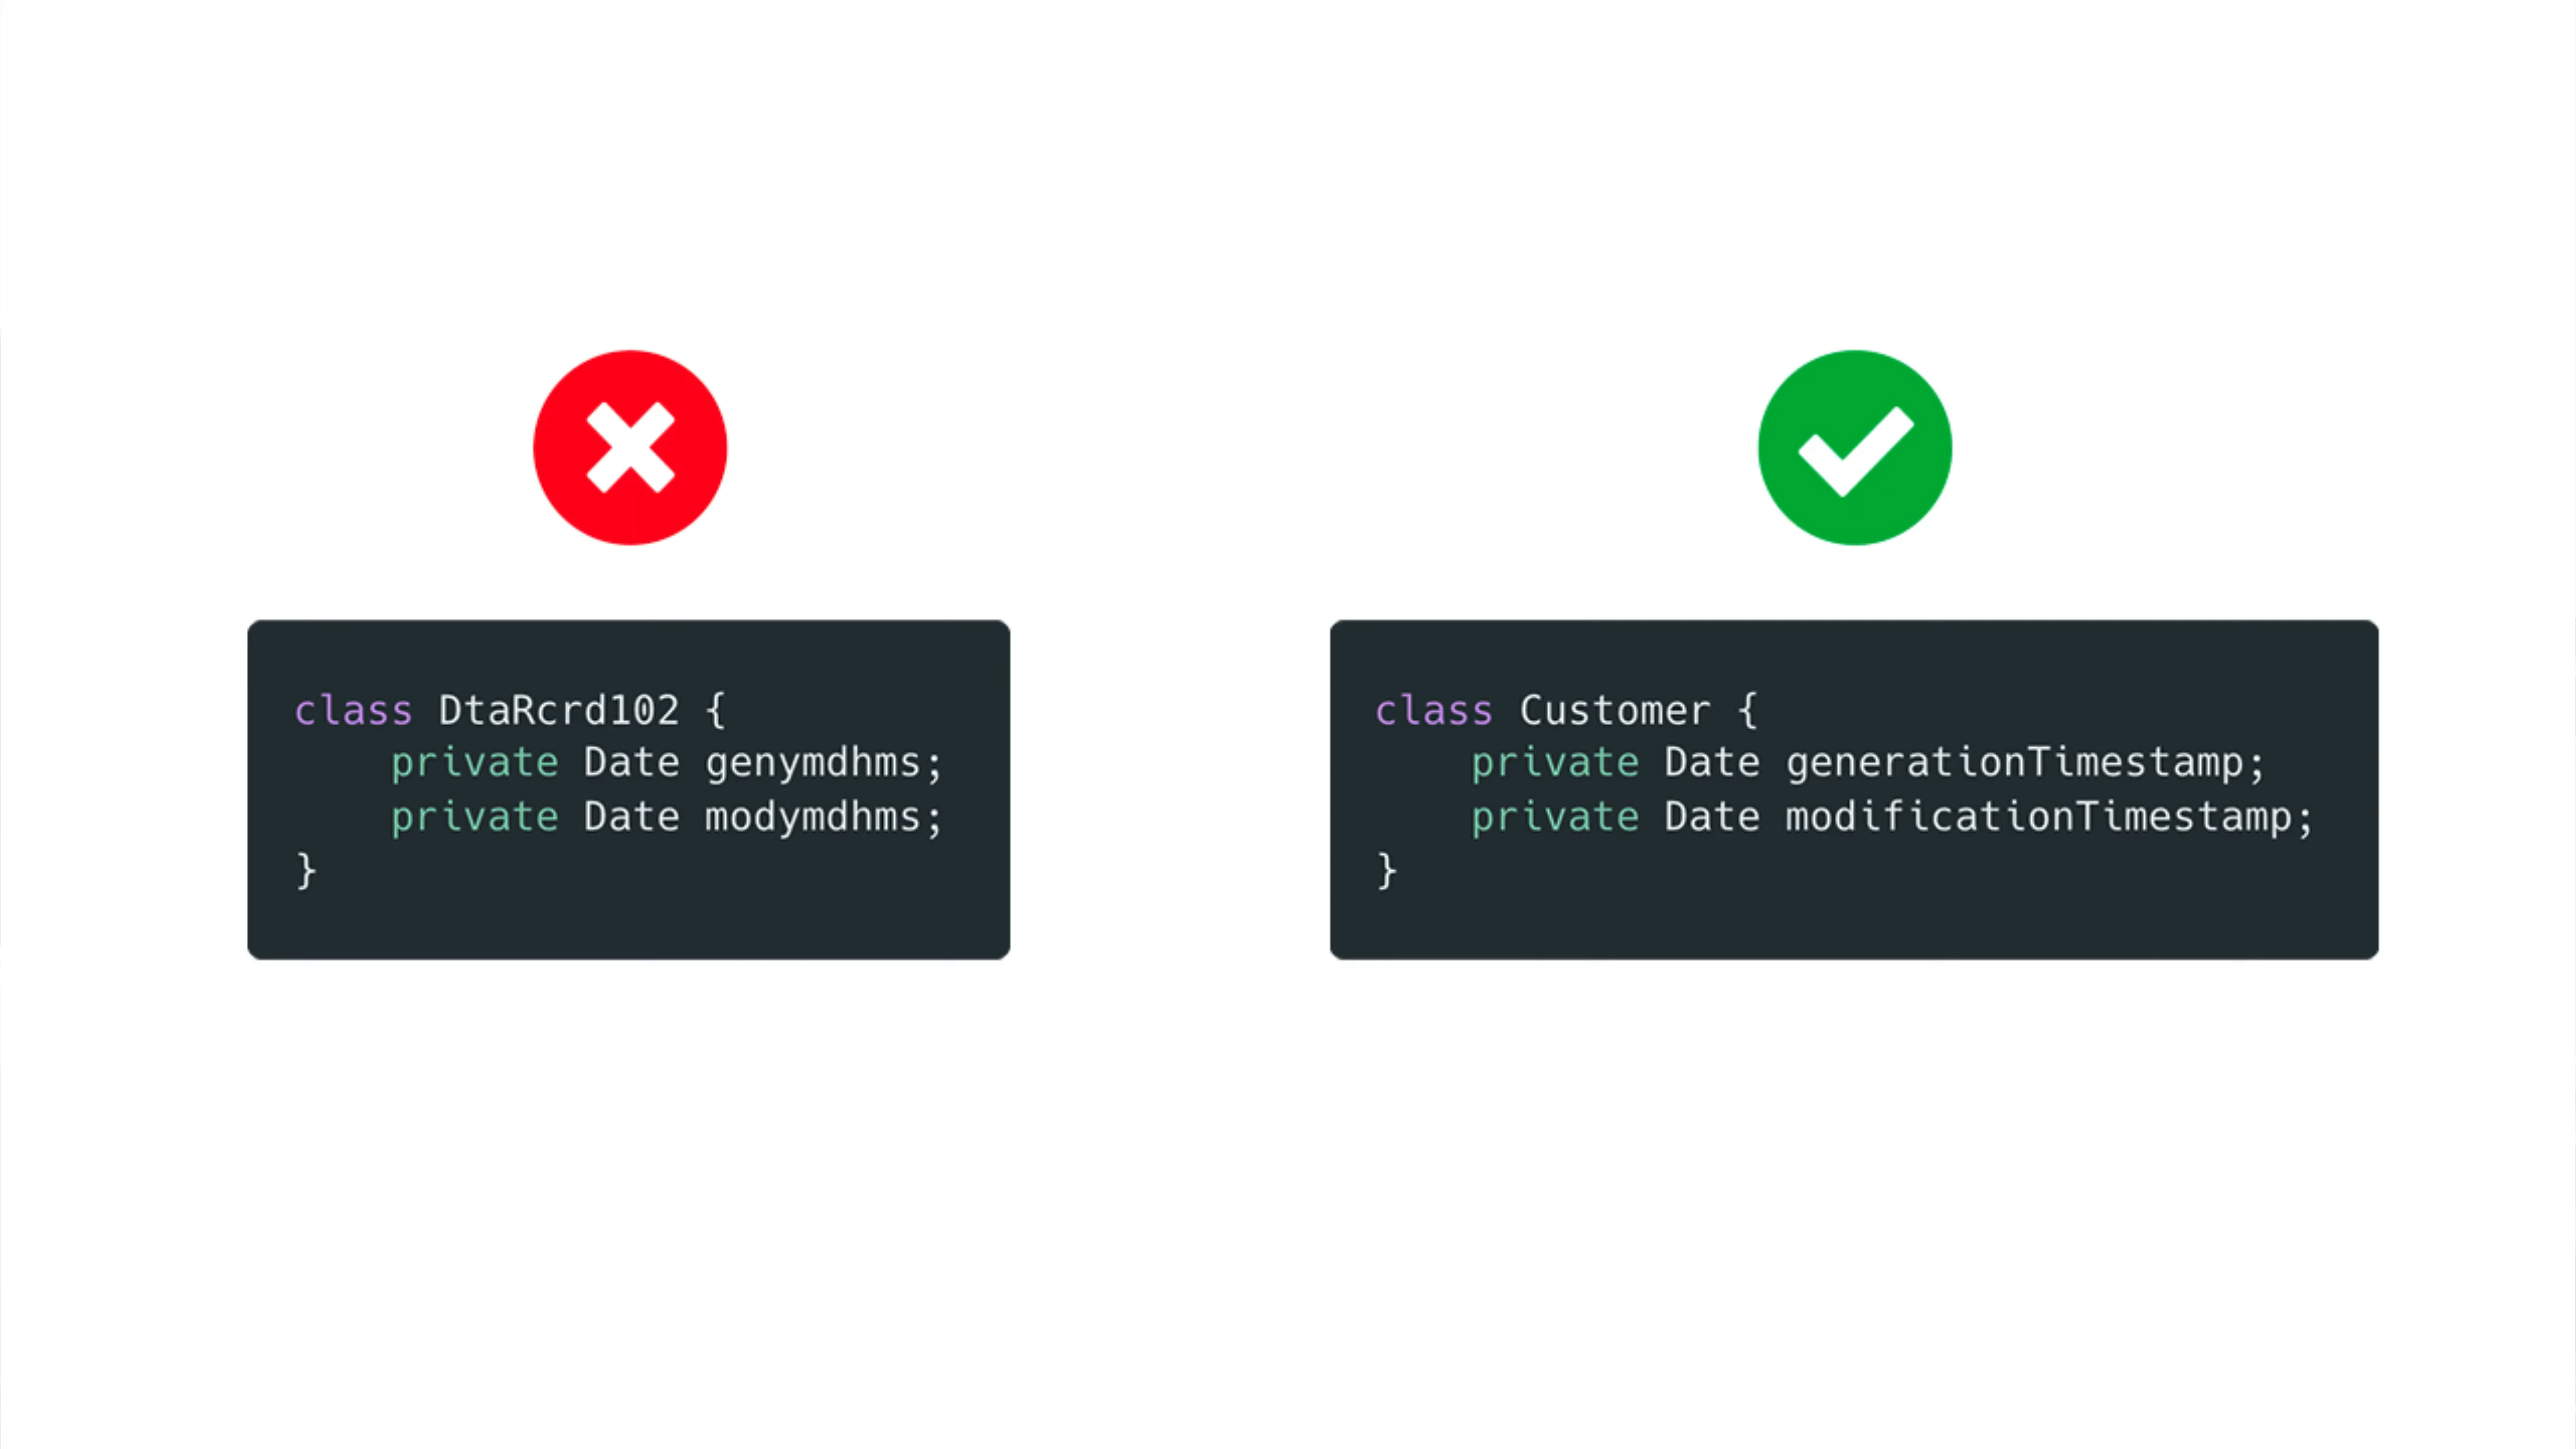 class DtaRcrd102 {
    private Date genymdhms;
    private Date modymdhms;
}
class Customer {
    private Date generationTimestamp;
    private Date modificationTimestamp;
}